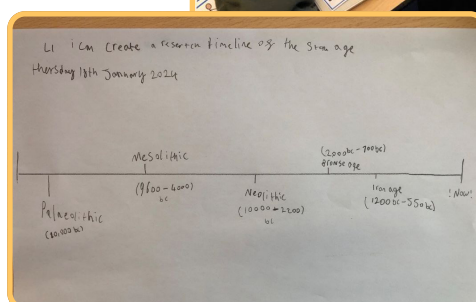 LI i can create a research timeline of the Stone age
thursday 18th January 2024
Mesolithic
(9600-4000)
bc
(2000bc-700bc)
Bronse age
Palaeolithic
Neolithic
(10000-2200)
bc
Iron age
(1200bc-550bc)
!Now!